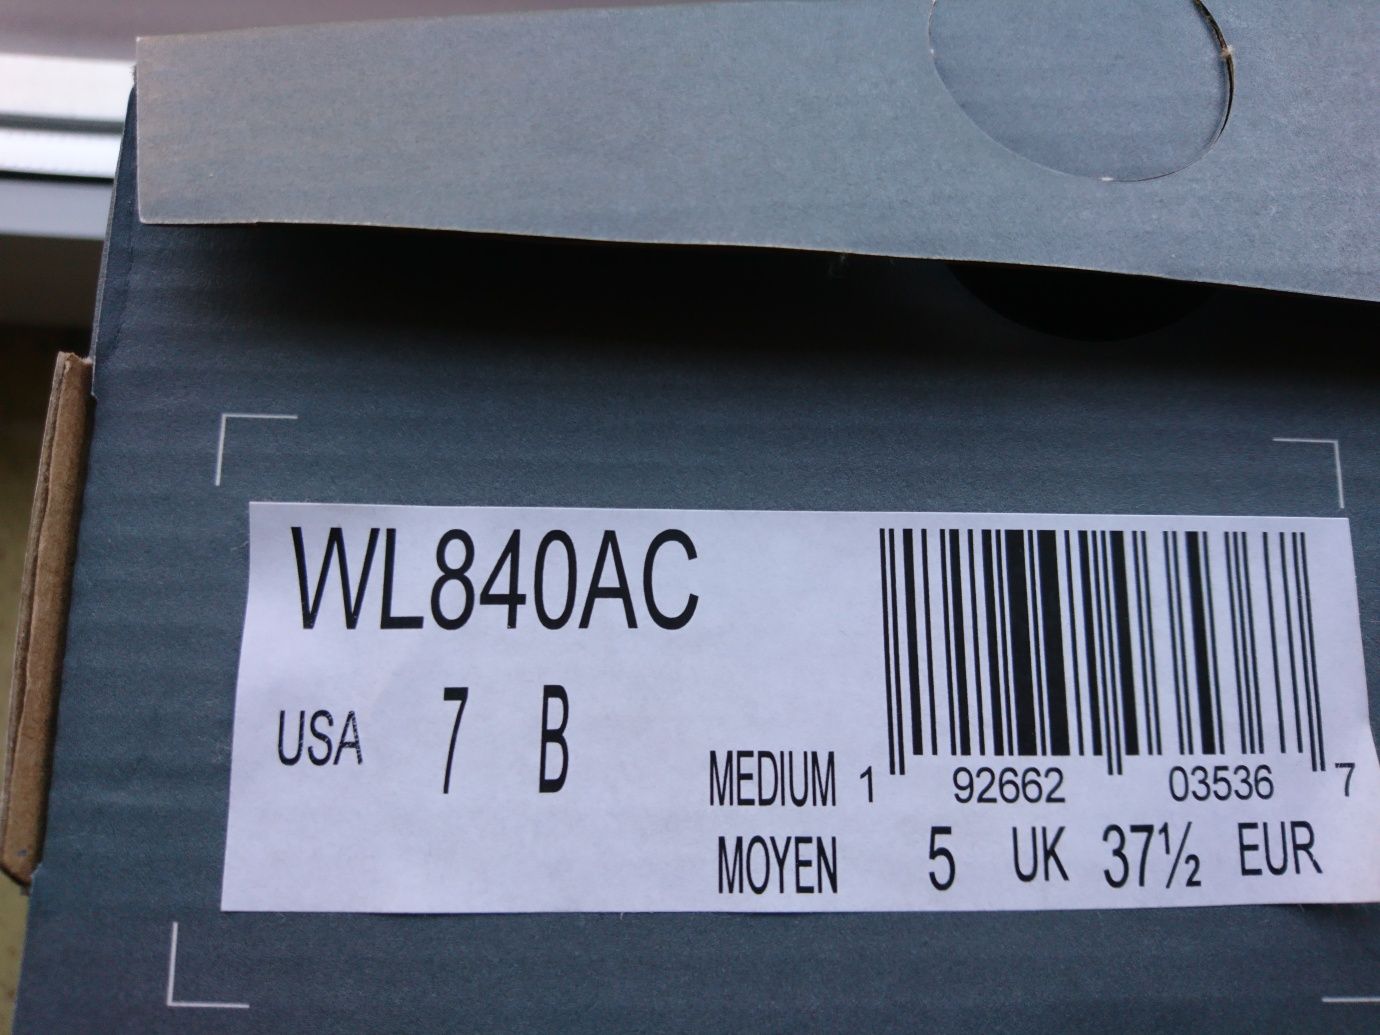 WL840AC
USA 7 B
MEDIUM
MOYEN
1 92662 03536 7
5 UK 37½ EUR